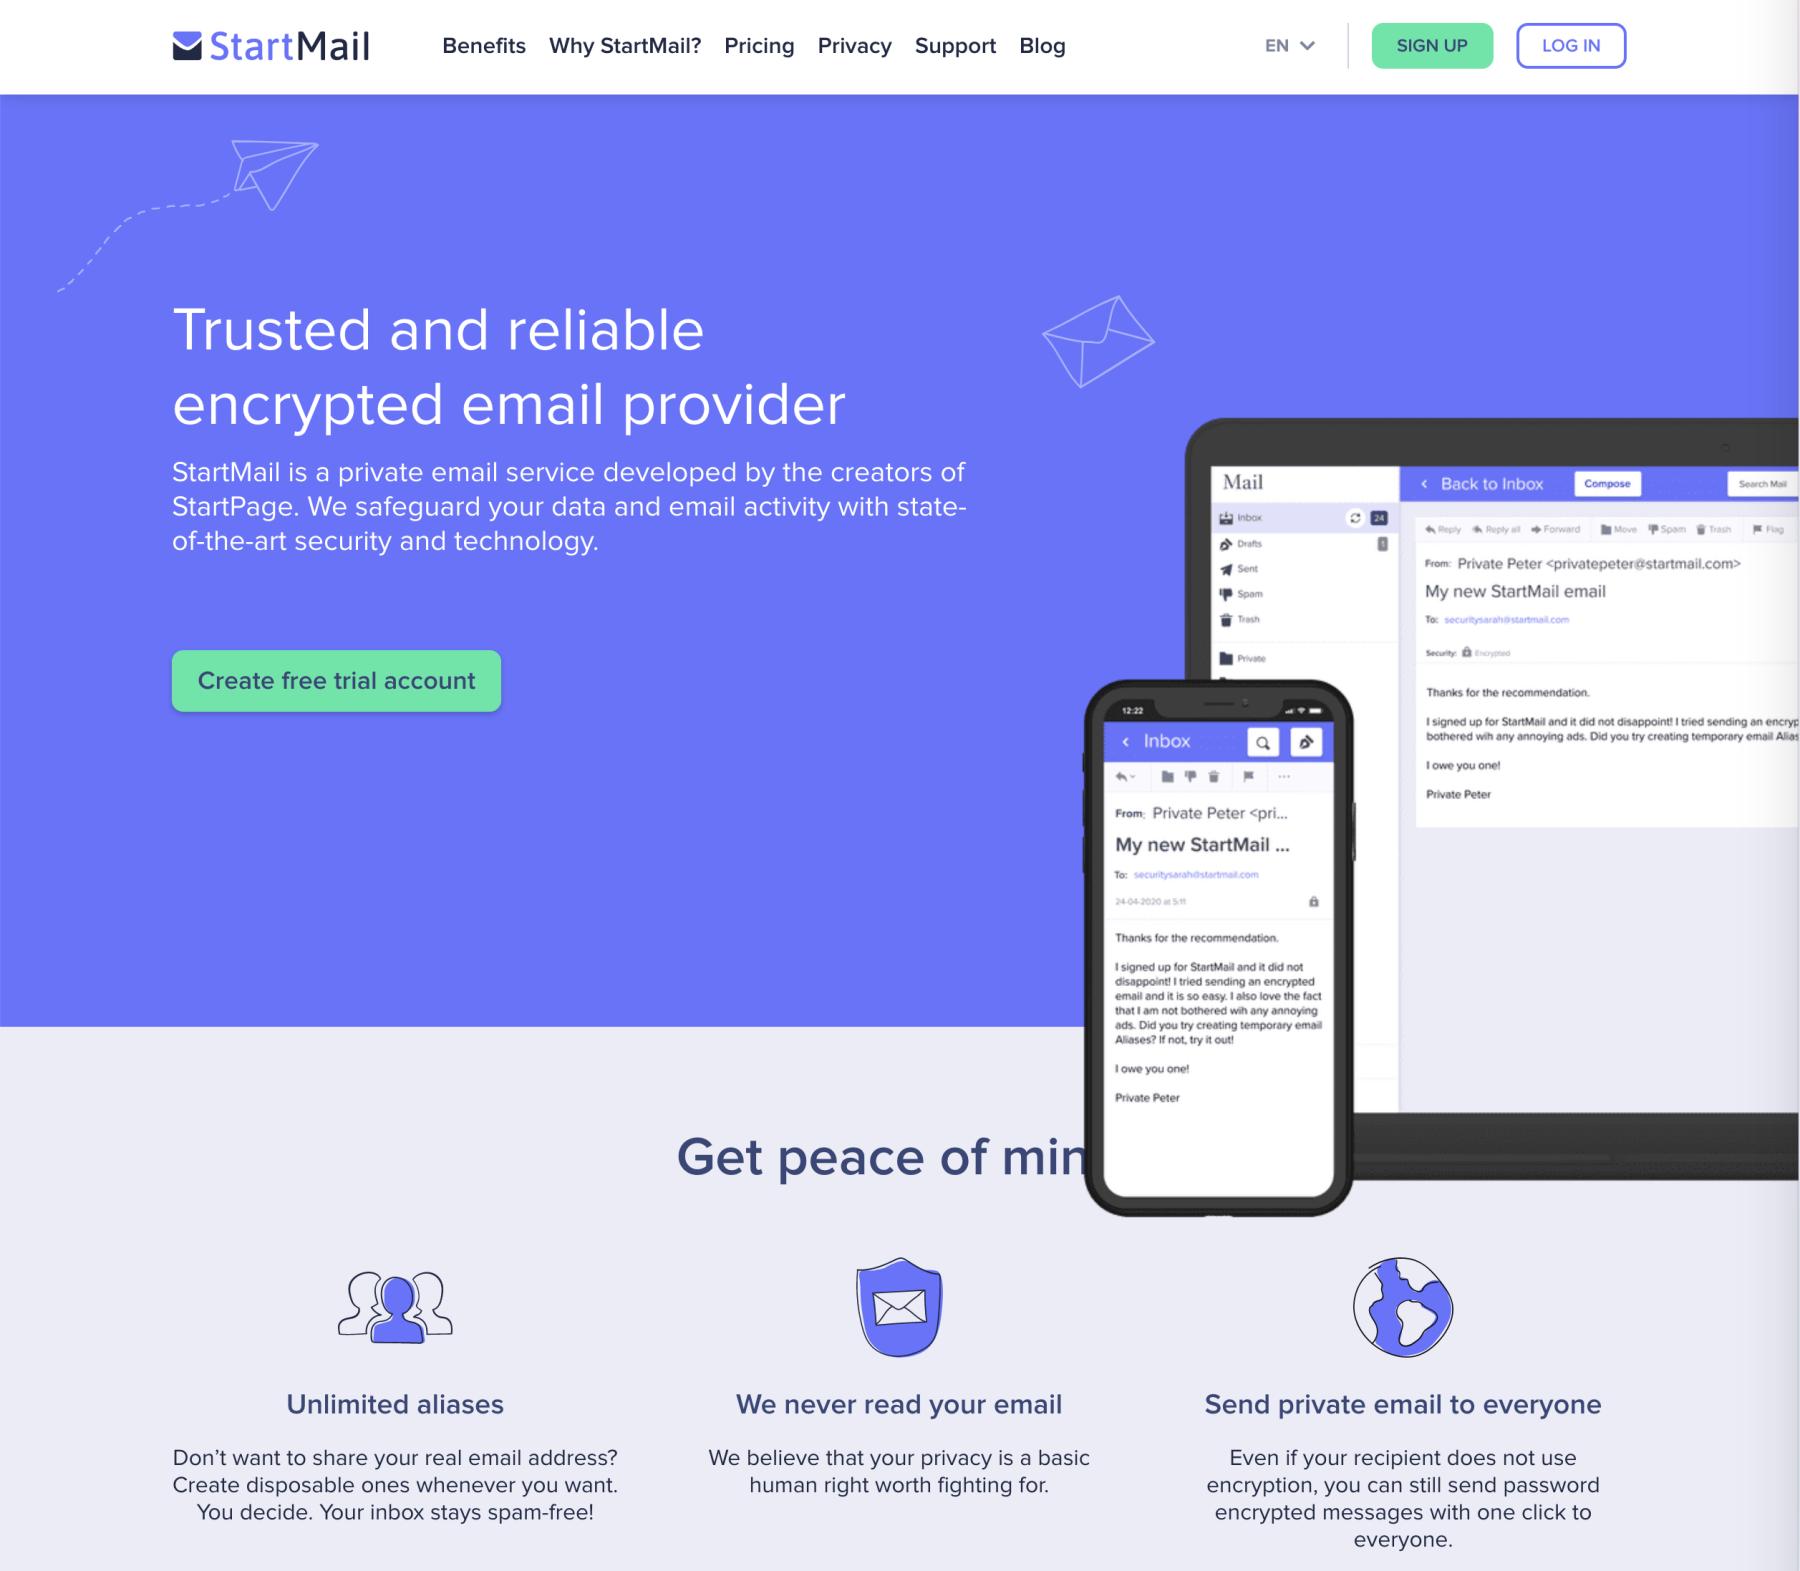 StartMail
Benefits
Why StartMail?
Pricing
Privacy
Support
Blog
EN
SIGN UP
LOG IN
Trusted and reliable
encrypted email provider
StartMail is a private email service developed by the creators of
StartPage. We safeguard your data and email activity with state-
of-the-art security and technology.
Create free trial account
Mail
Inbox
24
Drafts
1
Sent
Spam
Trash
Private
Back to Inbox
Compose
Search Mail
Reply
Reply all
Forward
Move
Spam
Trash
Flag
From: Private Peter <privatepeter@startmail.com>
My new StartMail email
To: securitysarah@startmail.com
Security: Encrypted
Thanks for the recommendation.
I signed up for StartMail and it did not disappoint! I tried sending an encryp
bothered wih any annoying ads. Did you try creating temporary email Alias
I owe you one!
Private Peter
12:22
Inbox
From: Private Peter <pri...
My new StartMail ...
To: securitysarah@startmail.com
24-04-2020 at 5:11
Thanks for the recommendation.
I signed up for StartMail and it did not
disappoint! I tried sending an encrypted
email and it is so easy. I also love the fact
that I am not bothered wih any annoying
ads. Did you try creating temporary email
Aliases? If not, try it out!
I owe you one!
Private Peter
Get peace of min
Unlimited aliases
Don’t want to share your real email address?
Create disposable ones whenever you want.
You decide. Your inbox stays spam-free!
We never read your email
We believe that your privacy is a basic
human right worth fighting for.
Send private email to everyone
Even if your recipient does not use
encryption, you can still send password
encrypted messages with one click to
everyone.